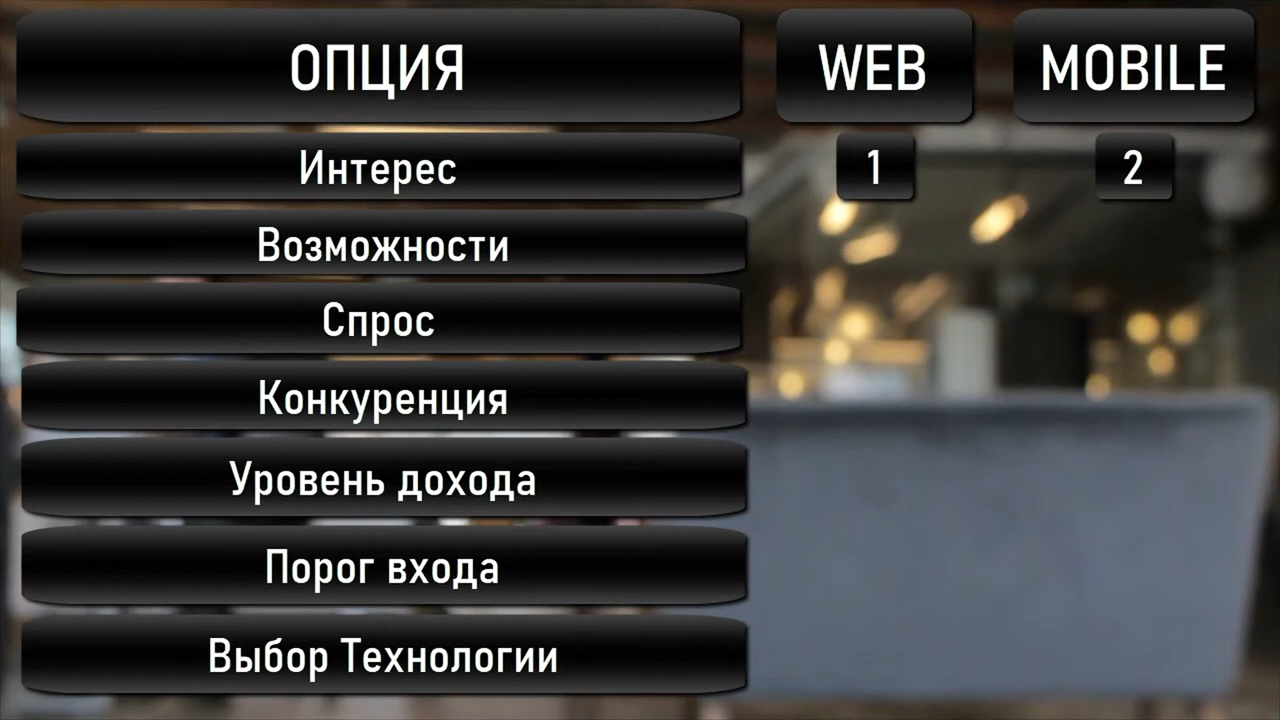 ОПЦИЯ WEB MOBILE
Интерес 1 2
Возможности
Спрос
Конкуренция
Уровень дохода
Порог входа
Выбор Технологии